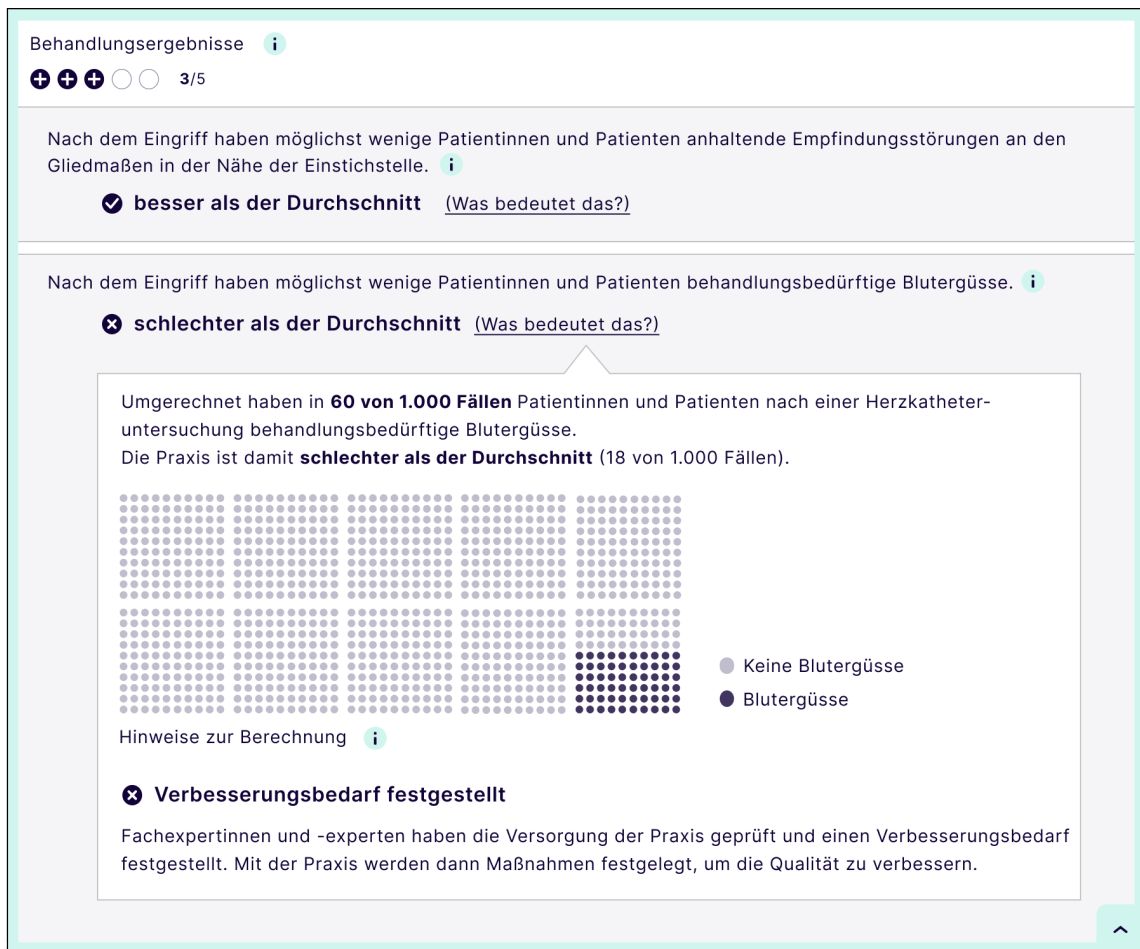 Behandlungsergebnisse i
3/5
Nach dem Eingriff haben möglichst wenige Patientinnen und Patienten anhaltende Empfindungsstörungen an den
Gliedmaßen in der Nähe der Einstichstelle. i
besser als der Durchschnitt (Was bedeutet das?)
Nach dem Eingriff haben möglichst wenige Patientinnen und Patienten behandlungsbedürftige Blutergüsse. i
schlechter als der Durchschnitt (Was bedeutet das?)
Umgerechnet haben in 60 von 1.000 Fällen Patientinnen und Patienten nach einer Herzkatheter-
untersuchung behandlungsbedürftige Blutergüsse.
Die Praxis ist damit schlechter als der Durchschnitt (18 von 1.000 Fällen).
Keine Blutergüsse
Blutergüsse
Hinweise zur Berechnung i
Verbesserungsbedarf festgestellt
Fachexpertinnen und -experten haben die Versorgung der Praxis geprüft und einen Verbesserungsbedarf
festgestellt. Mit der Praxis werden dann Maßnahmen festgelegt, um die Qualität zu verbessern.